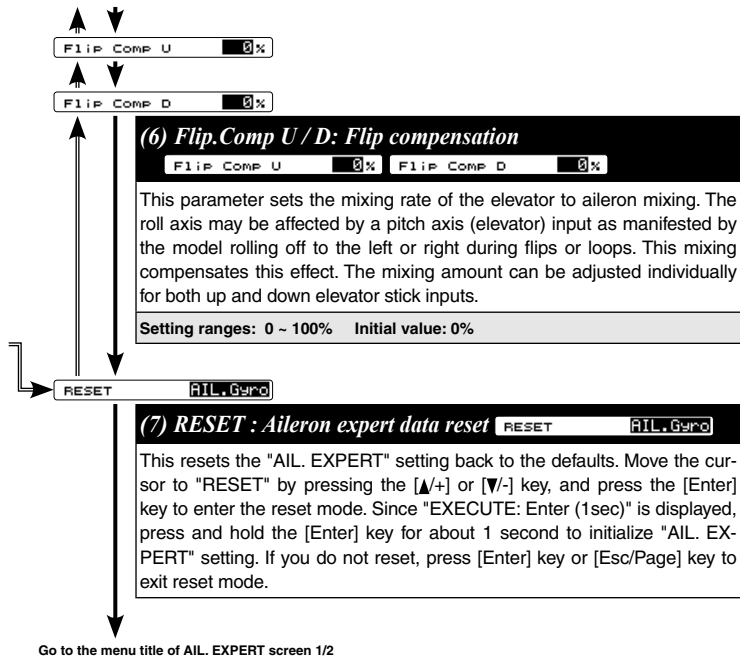 Flip Comp U 0%
Flip Comp D 0%
(6) Flip.Comp U / D: Flip compensation
Flip Comp U 0% Flip Comp D 0%
This parameter sets the mixing rate of the elevator to aileron mixing. The
roll axis may be affected by a pitch axis (elevator) input as manifested by
the model rolling off to the left or right during flips or loops. This mixing
compensates this effect. The mixing amount can be adjusted individually
for both up and down elevator stick inputs.
Setting ranges: 0 ~ 100% Initial value: 0%
RESET AIL.Gyro
(7) RESET : Aileron expert data reset RESET AIL.Gyro
This resets the "AIL. EXPERT" setting back to the defaults. Move the cur-
sor to "RESET" by pressing the [▲/+] or [▼/-] key, and press the [Enter]
key to enter the reset mode. Since "EXECUTE: Enter (1sec)" is displayed,
press and hold the [Enter] key for about 1 second to initialize "AIL. EX-
PERT" setting. If you do not reset, press [Enter] key or [Esc/Page] key to
exit reset mode.
Go to the menu title of AIL. EXPERT screen 1/2